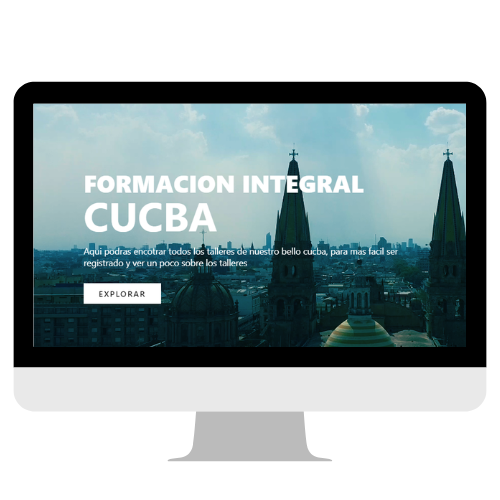 FORMACION INTEGRAL
CUCBA
Aqui podras encotrar todos los talleres de nuestro bello cucba, para mas facil ser
registrado y ver un poco sobre los talleres
EXPLORAR